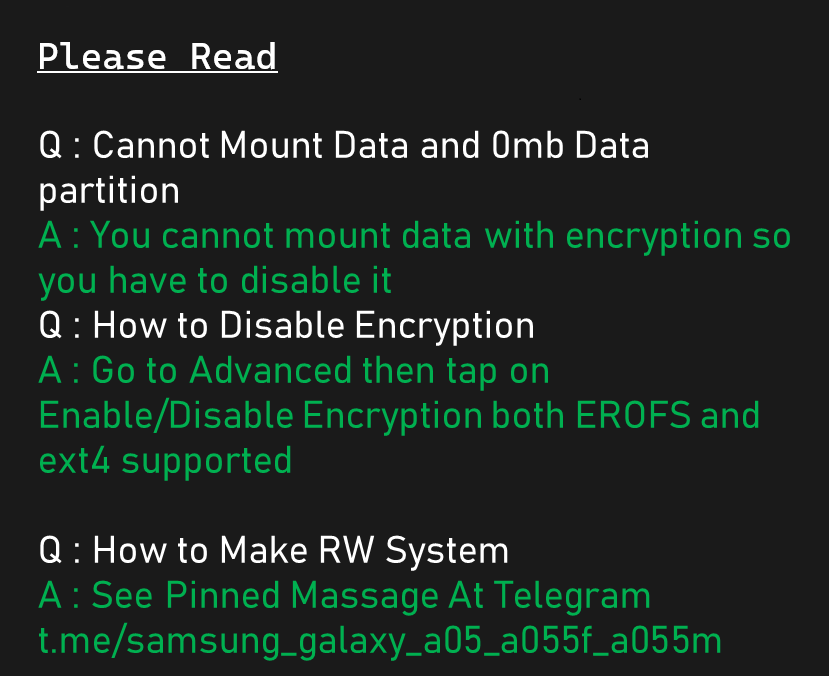 Please Read
Q : Cannot Mount Data and 0mb Data
partition
A : You cannot mount data with encryption so
you have to disable it
Q : How to Disable Encryption
A : Go to Advanced then tap on
Enable/Disable Encryption both EROFS and
ext4 supported
Q : How to Make RW System
A : See Pinned Massage At Telegram
t.me/samsung_galaxy_a05_a055f_a055m